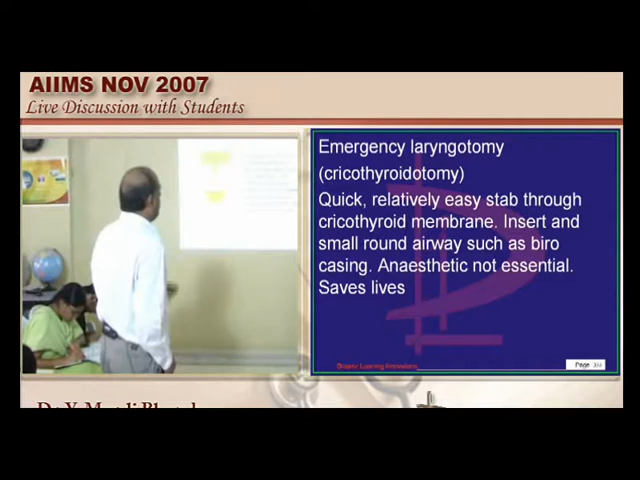 AIIMS NOV 2007
Live Discussion with Students
Emergency laryngotomy
(cricothyroidotomy)
Quick, relatively easy stab through
cricothyroid membrane. Insert and
small round airway such as biro
casing. Anaesthetic not essential.
Saves lives
Page